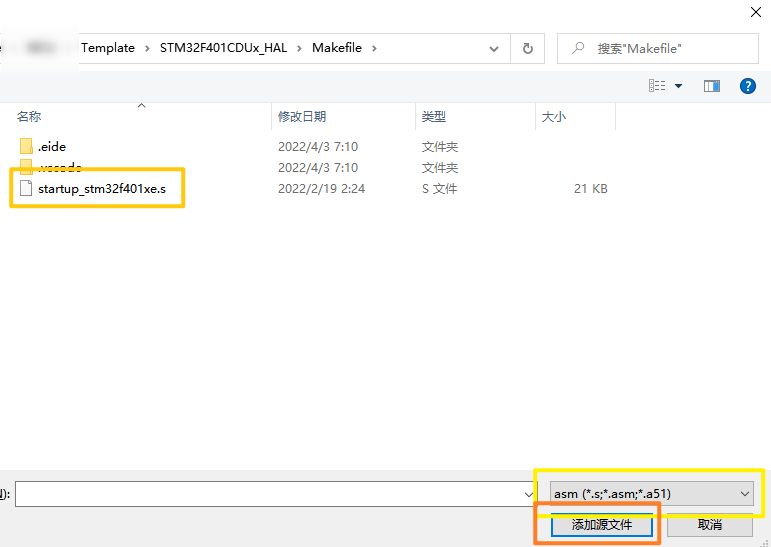 Template > STM32F401CDUx_HAL > Makefile >
搜索"Makefile"
名称 修改日期 类型 大小
.eide 2022/4/3 7:10 文件夹
.vscode 2022/4/3 7:10 文件夹
startup_stm32f401xe.s 2022/2/19 2:24 S 文件 21 KB
asm (*.s;*.asm;*.a51)
添加源文件 取消